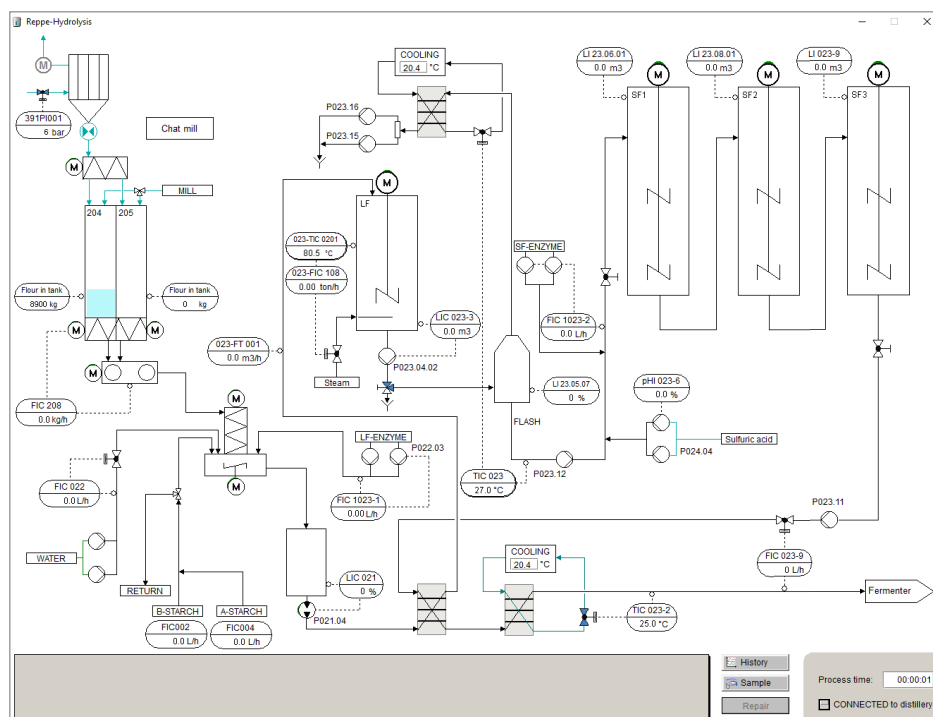 Reppe-Hydrolysis
M
391PI001
6 bar
Chat mill
M
MILL
204
205
Flour in tank
8900 kg
Flour in tank
0 kg
M
M
M
FIC 208
0.0 kg/h
COOLING
20.4 °C
P023.16
P023.15
M
LF
023-TIC 0201
80.5 °C
023-FIC 108
0.00 ton/h
LIC 023-3
0.0 m3
023-FT 001
0.0 m3/h
P023.04.02
Steam
LI 23.06.01
0.0 m3
M
SF1
LI 23.08.01
0.0 m3
M
SF2
LI 023-9
0.0 m3
M
SF3
SF-ENZYME
FIC 1023-2
0.0 L/h
LI 23.05.07
0 %
FLASH
pHI 023-6
0.0 %
Sulfuric acid
P024.04
M
M
LF-ENZYME
P022.03
FIC 1023-1
0.00 L/h
TIC 023
27.0 °C
P023.12
P023.11
FIC 022
0.0 L/h
WATER
RETURN
B-STARCH
A-STARCH
FIC002
0.0 L/h
FIC004
0.0 L/h
LIC 021
0 %
P021.04
COOLING
20.4 °C
TIC 023-2
25.0 °C
FIC 023-9
0 L/h
Fermenter
History
Sample
Repair
Process time: 00:00:01
CONNECTED to distillery